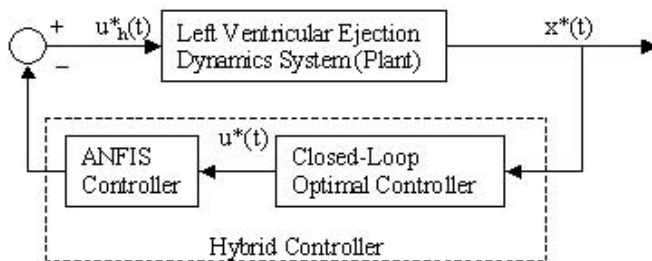 +
u*h(t)
Left Ventricular Ejection
Dynamics System (Plant)
x*(t)
−
ANFIS
Controller
u*(t)
Closed-Loop
Optimal Controller
Hybrid Controller